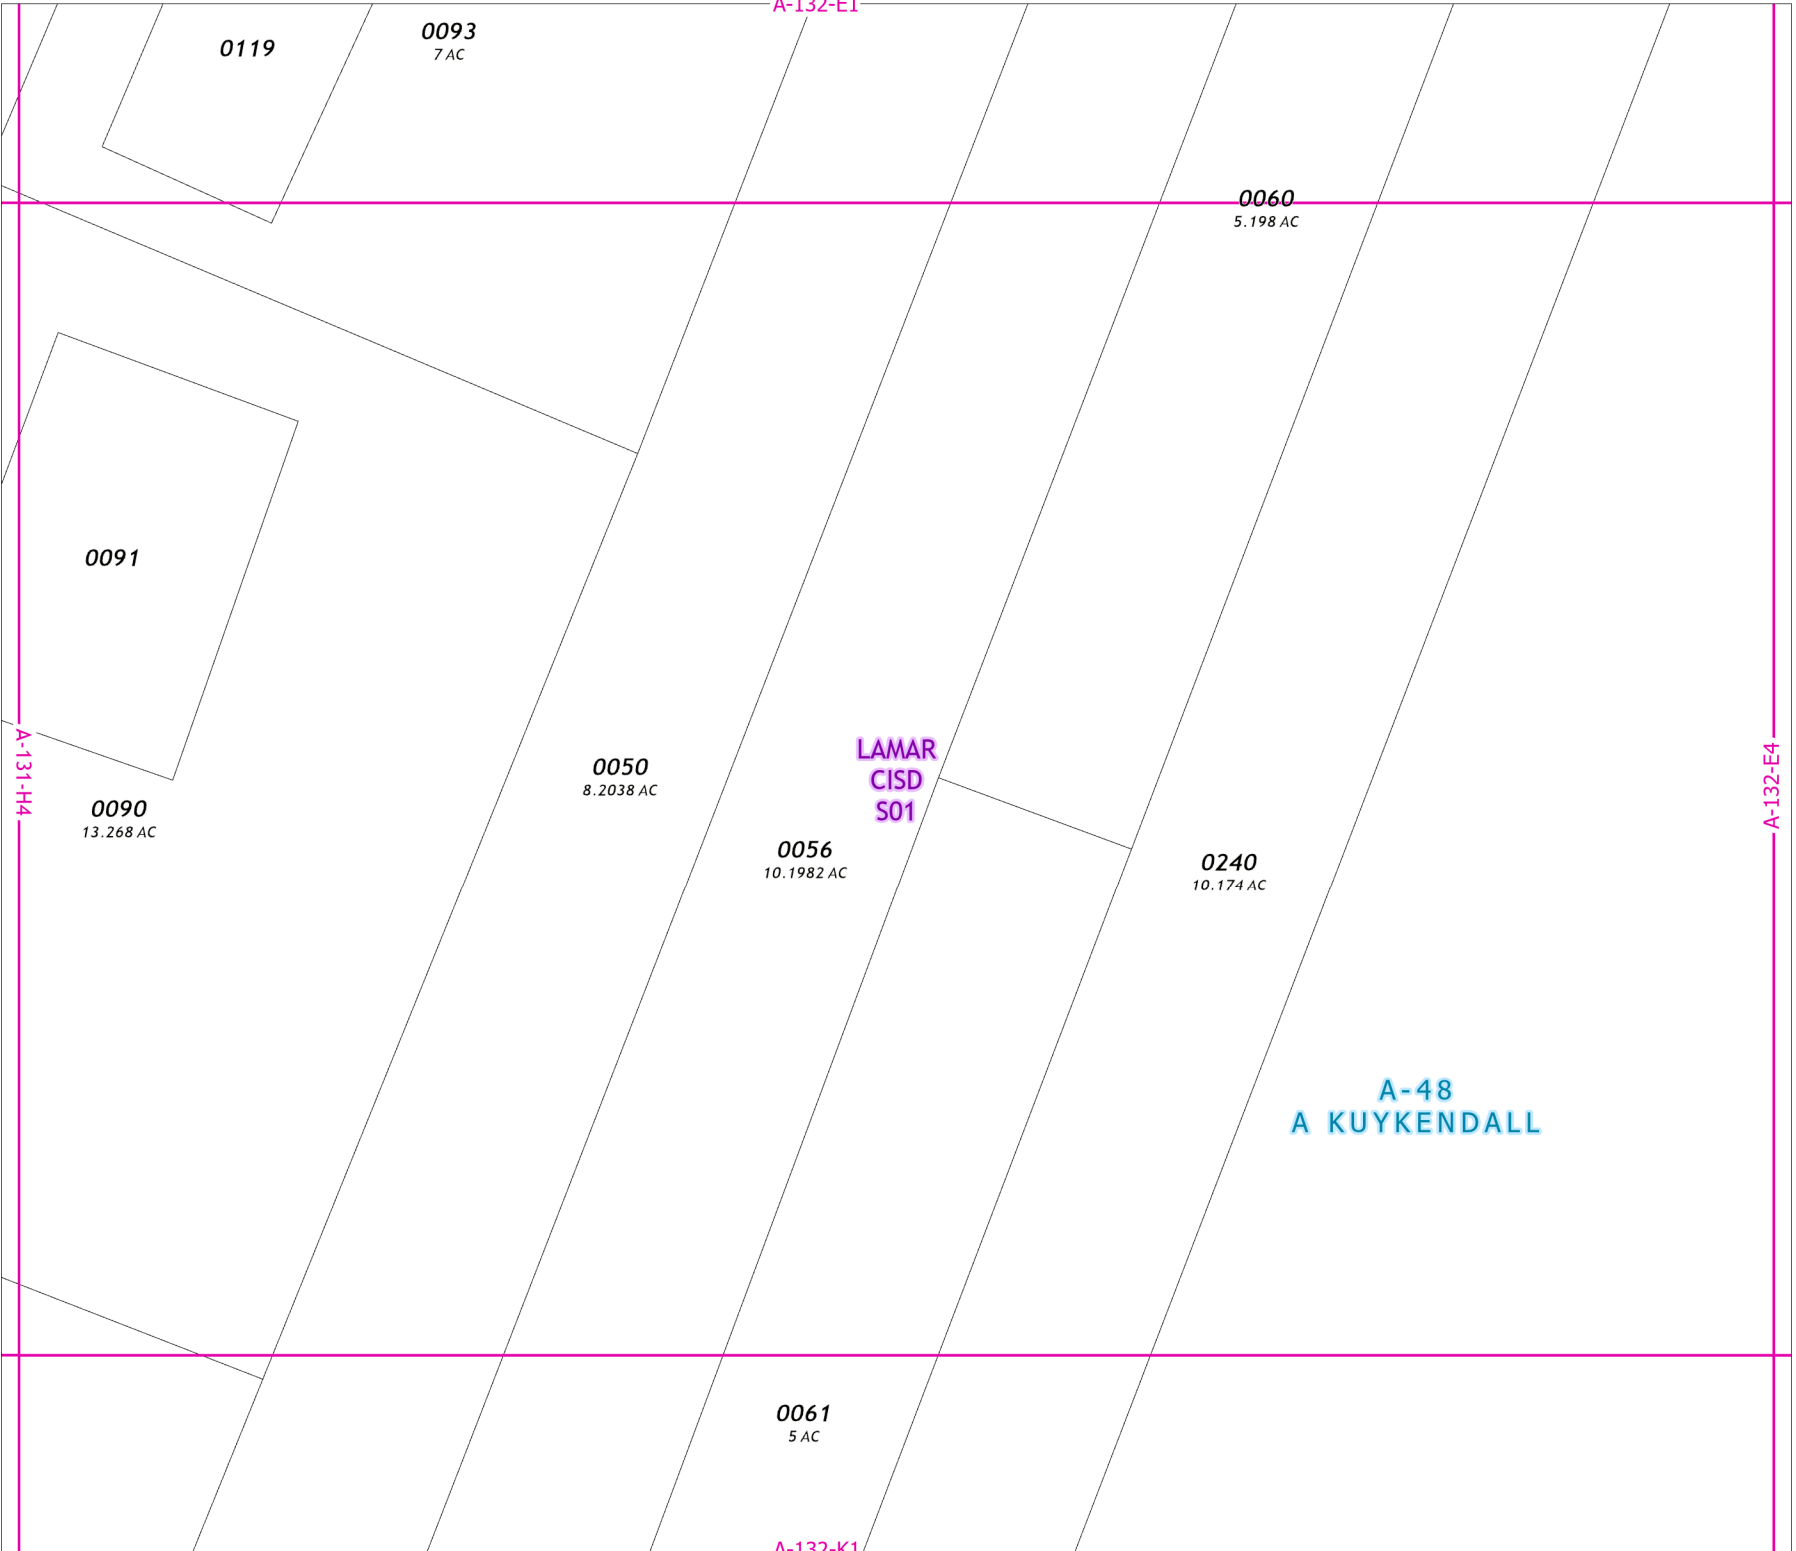 A-132-E1
0119
0093
7 AC
0060
5.198 AC
0091
A-131-H4
0090
13.268 AC
0050
8.2038 AC
LAMAR
CISD
S01
0056
10.1982 AC
0240
10.174 AC
A-132-E4
A-48
A KUYKENDALL
0061
5 AC
A-132-K1